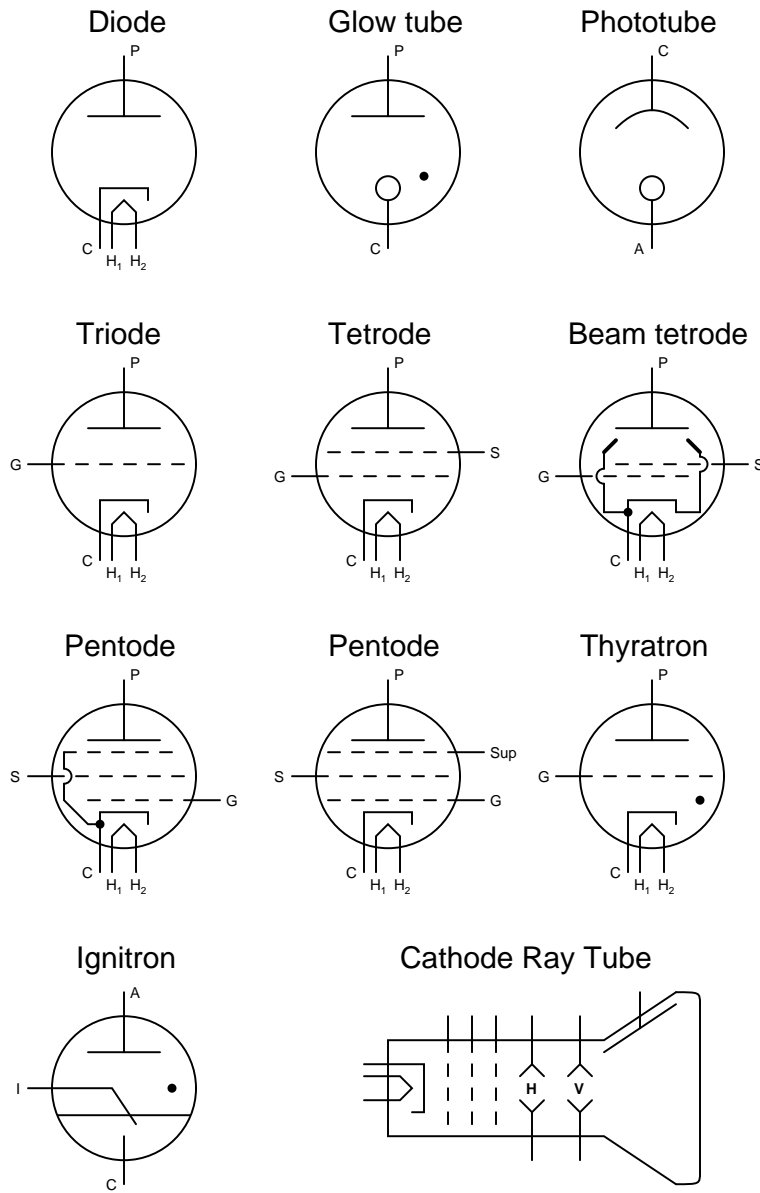 Diode Glow tube Phototube
P P C
C H₁ H₂ C A
Triode Tetrode Beam tetrode
P P P
G S
G G S
C H₁ H₂ C H₁ H₂ C H₁ H₂
Pentode Pentode Thyratron
P P P
Sup
S S G
G G
C H₁ H₂ C H₁ H₂ C H₁ H₂
Ignitron Cathode Ray Tube
A
I H V
C